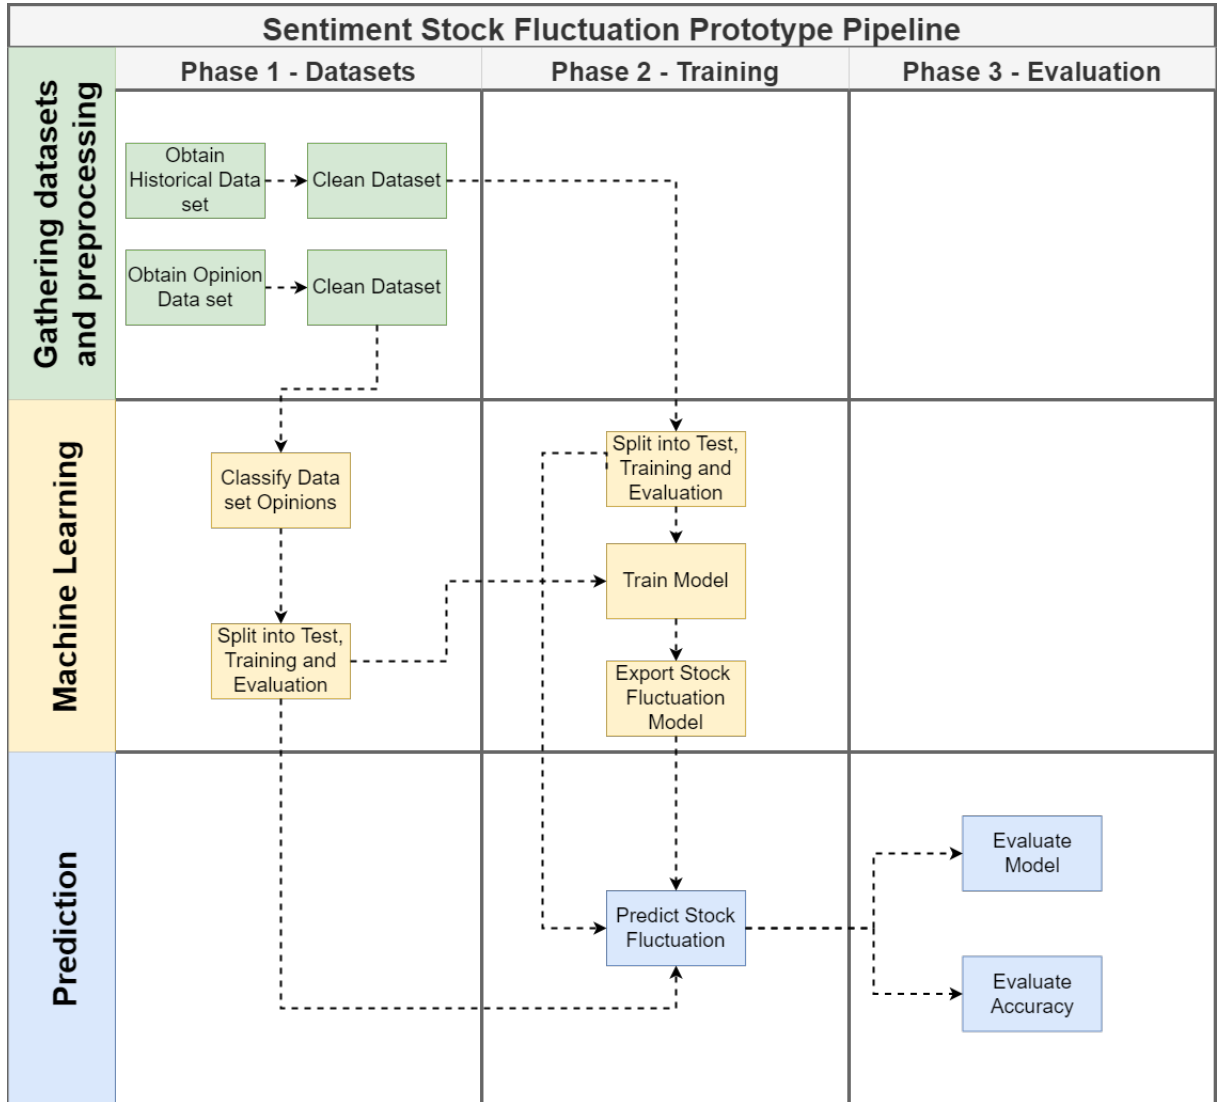 Sentiment Stock Fluctuation Prototype Pipeline
Phase 1 - Datasets
Phase 2 - Training
Phase 3 - Evaluation
Gathering datasets
and preprocessing
Obtain
Historical Data
set
Clean Dataset
Obtain Opinion
Data set
Clean Dataset
Machine Learning
Classify Data
set Opinions
Split into Test,
Training and
Evaluation
Split into Test,
Training and
Evaluation
Train Model
Export Stock
Fluctuation
Model
Prediction
Predict Stock
Fluctuation
Evaluate
Model
Evaluate
Accuracy